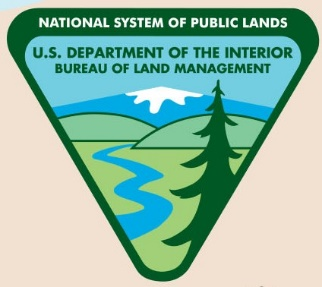 NATIONAL SYSTEM OF PUBLIC LANDS
U.S. DEPARTMENT OF THE INTERIOR
BUREAU OF LAND MANAGEMENT